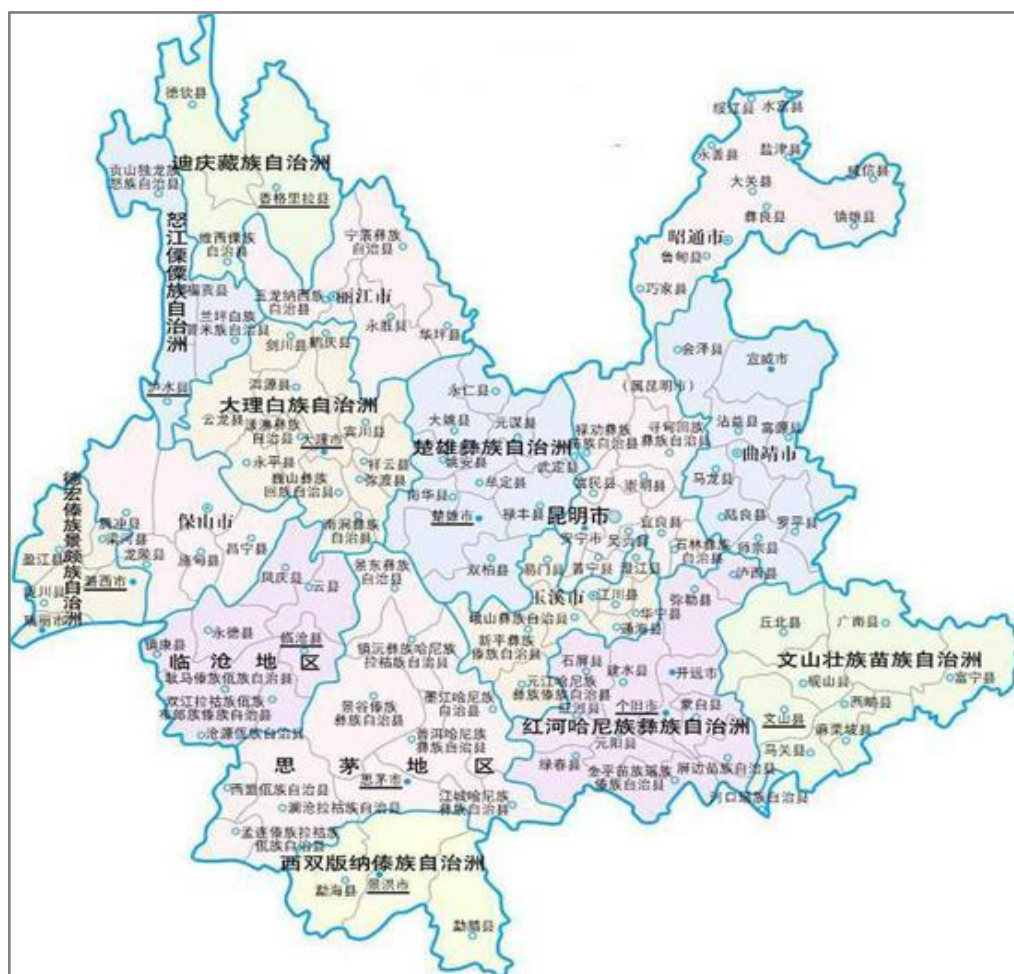 德钦县
贡山独龙族
怒族自治县
迪庆藏族自治洲
香格里拉县
维西傈族
自治县
怒江傈僳族自治洲
福贡县
兰坪白族
普米族自治县
泸水县
宁蒗彝族
自治县
玉龙纳西族
自治县
丽江市
永胜县
华坪县
绥江县
水富县
永善县
盐津县
大关县
威信县
彝良县
镇雄县
昭通市
鲁甸县
巧家县
会泽县
宣威市
沾益县
富源县
曲靖市
马龙县
陆良县
罗平县
师宗县
剑川县
鹤庆县
洱源县
大理白族自治洲
云龙县
漾濞彝族
自治县
大理市
宾川县
永平县
祥云县
弥渡县
巍山彝族
回族自治县
南涧彝族
自治县
永仁县
大姚县
元谋县
楚雄彝族自治洲
姚安县
武定县
南华县
牟定县
楚雄市
禄丰县
双柏县
（属昆明市）
禄劝彝族
苗族自治县
寻甸回族
彝族自治县
富民县
嵩明县
昆明市
宜良县
安宁市
呈贡县
石林彝族
自治县
晋宁县
德宏傣族景颇族自治洲
腾冲县
梁河县
盈江县
龙陵县
潞西市
陇川县
瑞丽市
保山市
施甸县
昌宁县
凤庆县
云县
永德县
临沧县
镇康县
临沧地区
耿马傣族佤族自治县
双江拉祜族佤族
布郎族傣族自治县
沧源佤族自治县
景东彝族
自治县
镇沅彝族哈尼族
拉祜族自治县
景谷傣族
彝族自治县
墨江哈尼族
自治县
普洱哈尼族
彝族自治县
思茅地区
思茅市
西盟佤族自治县
澜沧拉祜族自治县
江城哈尼族
彝族自治县
孟连傣族拉祜族
佤族自治县
西双版纳傣族自治洲
勐海县
景洪市
勐腊县
易门县
澄江县
玉溪市
江川县
华宁县
通海县
峨山彝族自治县
新平彝族
傣族自治县
元江哈尼族
彝族傣族自治县
泸西县
弥勒县
石屏县
建水县
开远市
红河县
个旧市
蒙自县
红河哈尼族彝族自治洲
元阳县
绿春县
金平苗族瑶族
傣族自治县
屏边苗族自治县
河口瑶族自治县
丘北县
广南县
文山壮族苗族自治洲
砚山县
富宁县
文山县
西畴县
麻栗坡县
马关县